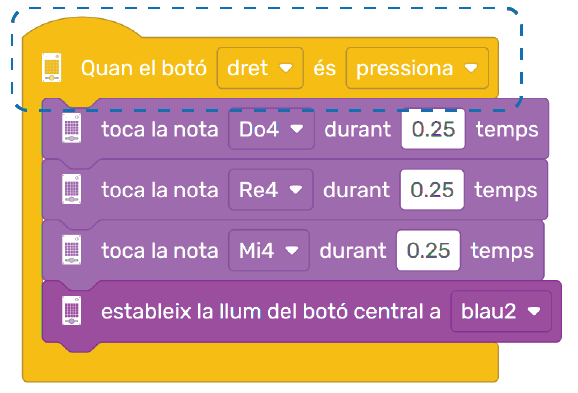 Quan el botó dret és pressiona
toca la nota Do4 durant 0.25 temps
toca la nota Re4 durant 0.25 temps
toca la nota Mi4 durant 0.25 temps
estableix la llum del botó central a blau2